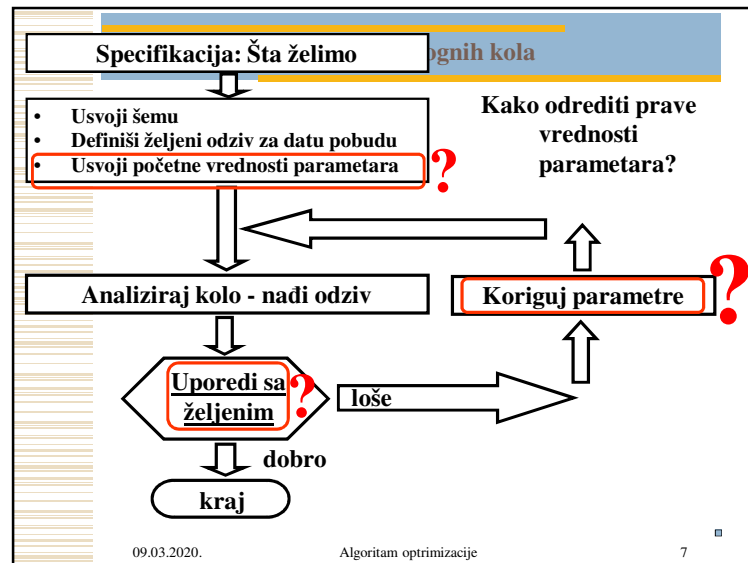 Specifikacija: Šta želimo
ognih kola
• Usvoji šemu
• Definiši željeni odziv za datu pobudu
• Usvoji početne vrednosti parametara
?
Kako odrediti prave
vrednosti
parametara?
Analiziraj kolo - nađi odziv
Koriguj parametre
?
Uporedi sa
željenim
?
loše
dobro
kraj
09.03.2020.
Algoritam optrimizacije
7